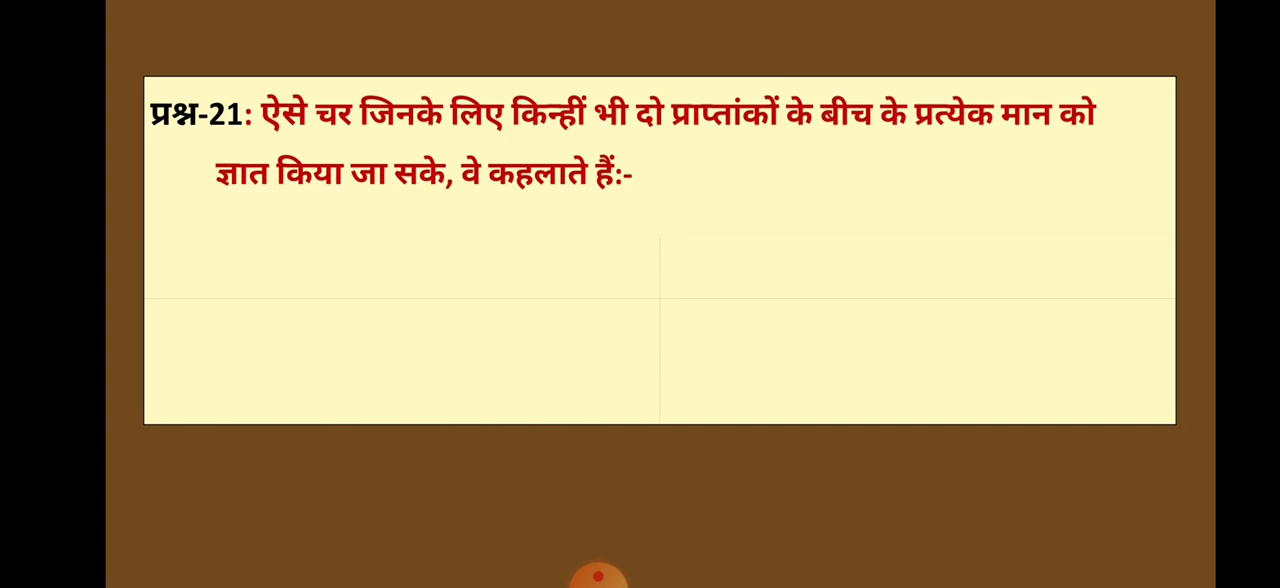 प्रश्न-21: ऐसे चर जिनके लिए किन्हीं भी दो प्राप्तांकों के बीच के प्रत्येक मान को
ज्ञात किया जा सके, वे कहलाते हैं:-